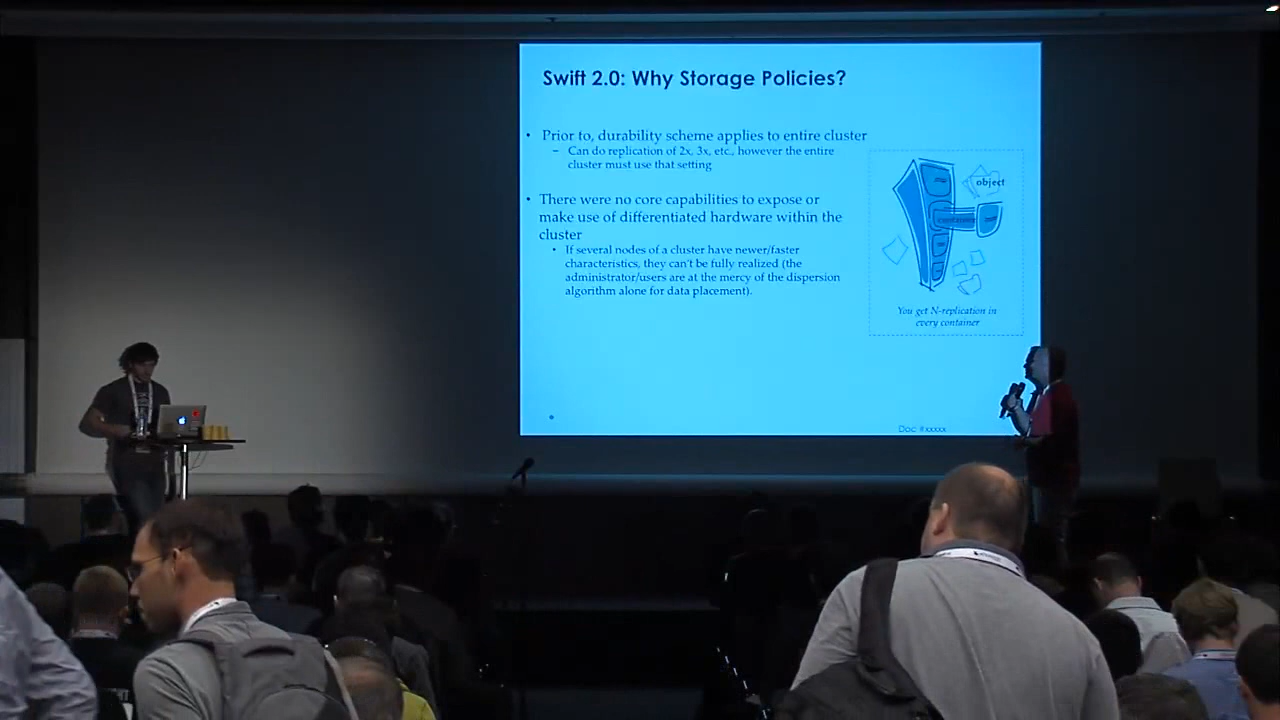 Swift 2.0: Why Storage Policies?
• Prior to, durability scheme applies to entire cluster
– Can do replication of 2x, 3x, etc., however the entire
cluster must use that setting
• There were no core capabilities to expose or
make use of differentiated hardware within the
cluster
• If several nodes of a cluster have newer/faster
characteristics, they can't be fully realized (the
administrator/users are at the mercy of the dispersion
algorithm alone for data placement).
object
container
You get N-replication in
every container
Doc #xxxxx